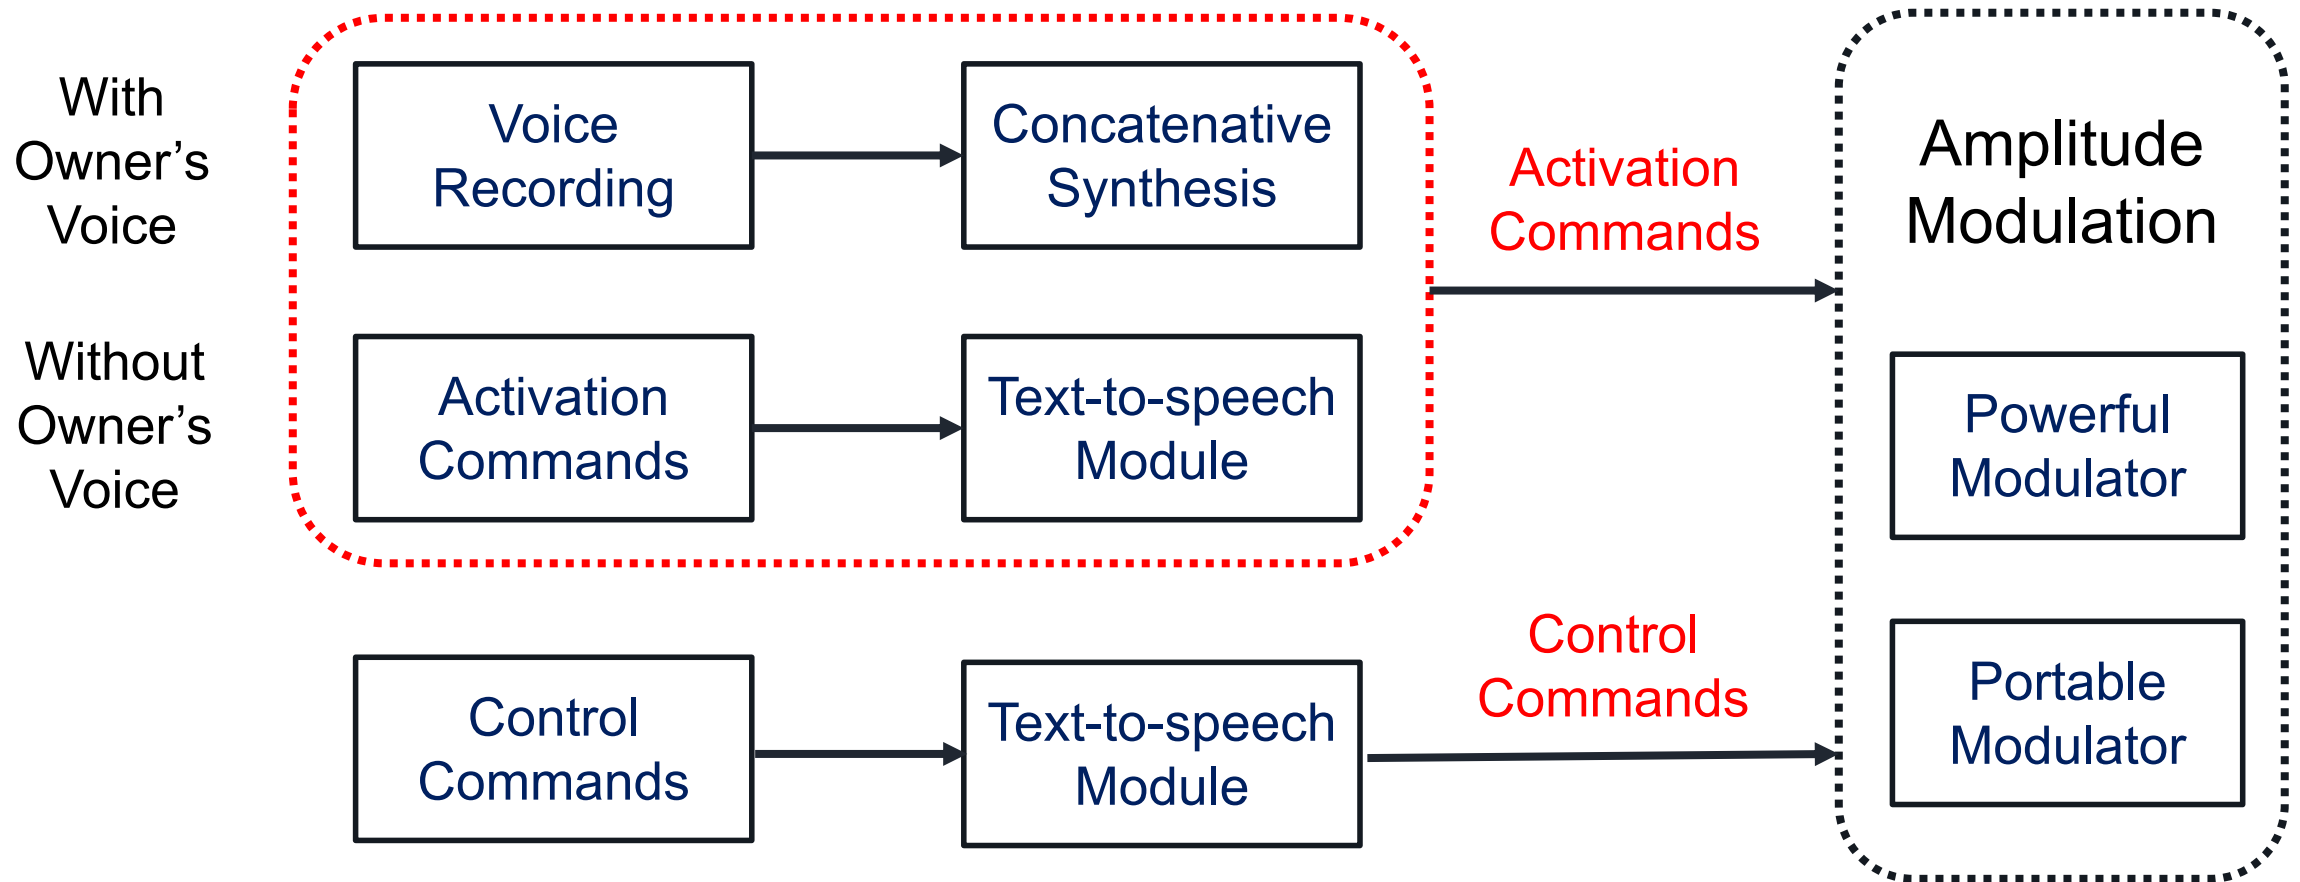 With
Owner’s
Voice
Voice
Recording
Concatenative
Synthesis
Activation
Commands
Amplitude
Modulation
Without
Owner’s
Voice
Activation
Commands
Text-to-speech
Module
Powerful
Modulator
Control
Commands
Text-to-speech
Module
Control
Commands
Portable
Modulator